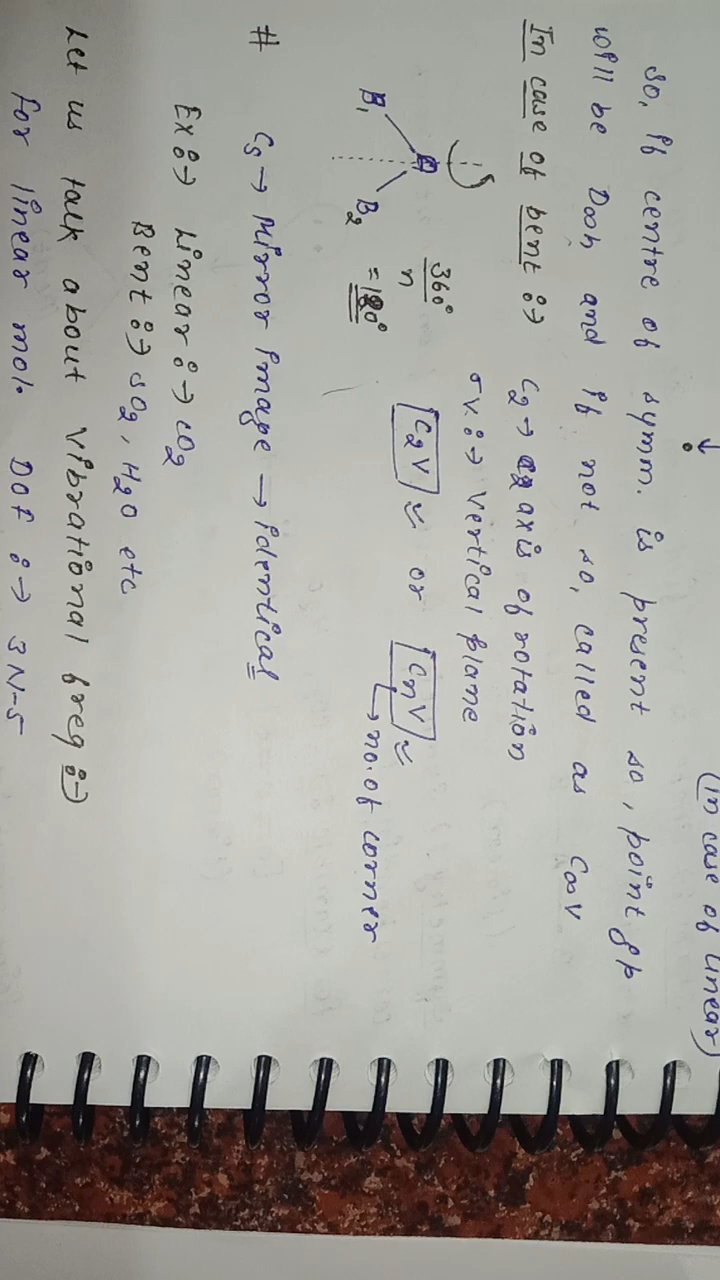 (in case of linear)
so, if centre of symm. is present so, point gp
will be D∞h and if not so, called as C∞v
In case of bent :→ C2 → axis of rotation
σv :→ vertical plane
360°/n = 180°
B1 B2
C2V or CnV
→ no. of corner
# Cs → Mirror image → identical
Ex :→ Linear :→ CO2
Bent :→ SO2, H2O etc
Let us talk about vibrational freq :→
for linear mol. DOF :→ 3N-5